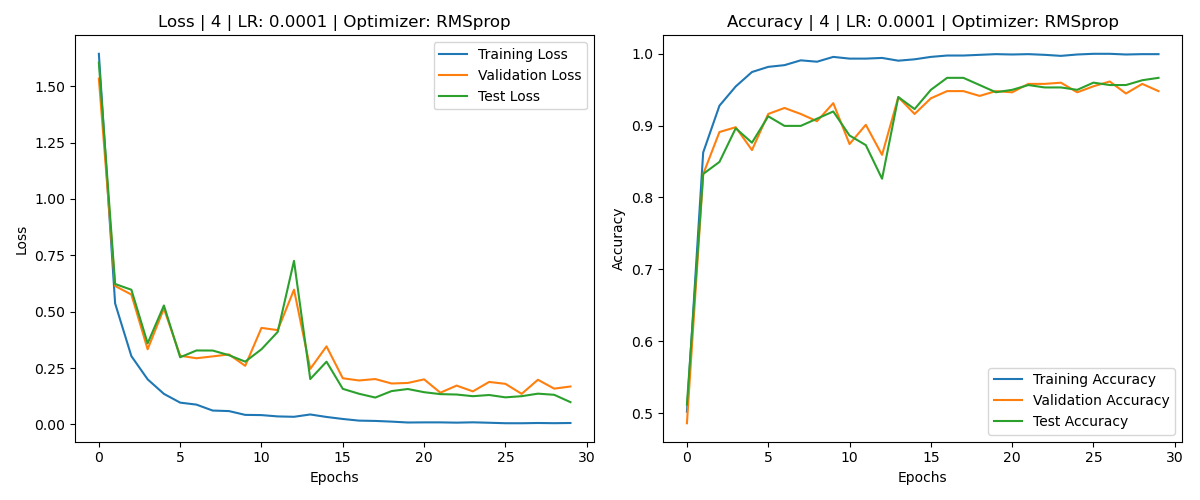 Loss | 4 | LR: 0.0001 | Optimizer: RMSprop
Training Loss
Validation Loss
Test Loss
1.50
1.25
1.00
0.75
0.50
0.25
0.00
Loss
0 5 10 15 20 25 30
Epochs
Accuracy | 4 | LR: 0.0001 | Optimizer: RMSprop
1.0
0.9
0.8
0.7
0.6
0.5
Accuracy
Training Accuracy
Validation Accuracy
Test Accuracy
0 5 10 15 20 25 30
Epochs